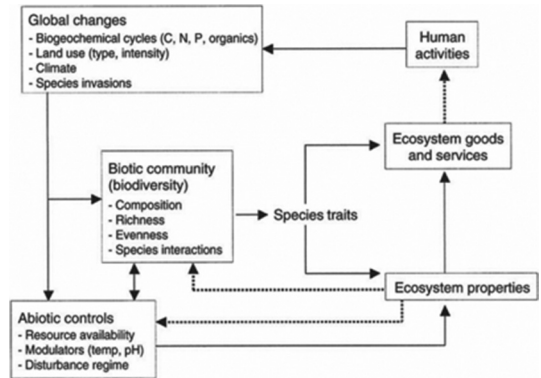 Global changes
- Biogeochemical cycles (C, N, P, organics)
- Land use (type, intensity)
- Climate
- Species invasions
Human
activities
Ecosystem goods
and services
Biotic community
(biodiversity)
- Composition
- Richness
- Evenness
- Species interactions
Species traits
Ecosystem properties
Abiotic controls
- Resource availability
- Modulators (temp, pH)
- Disturbance regime